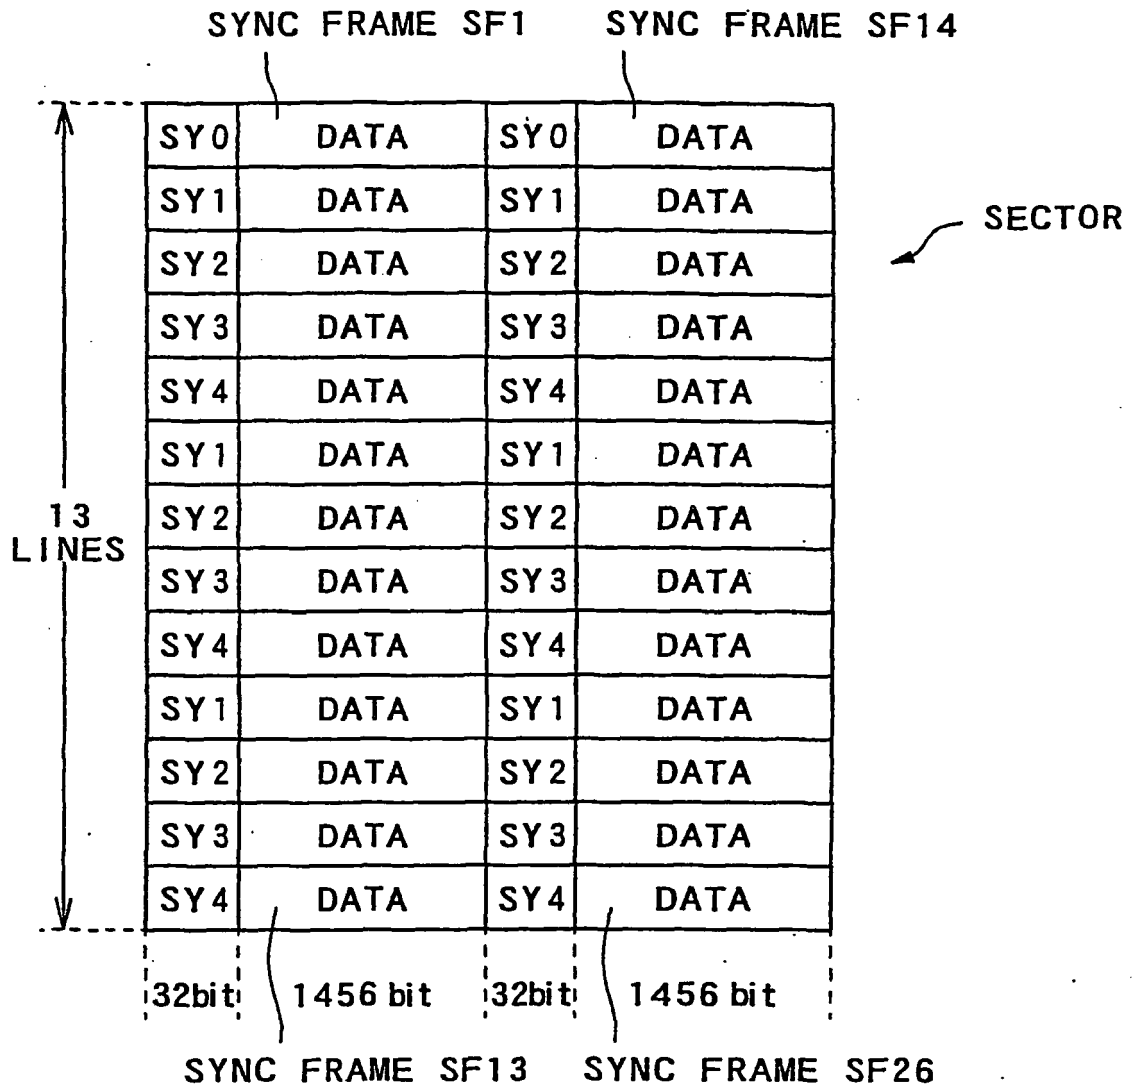 SYNC FRAME SF1 SYNC FRAME SF14
SY0 DATA SY0 DATA
SY1 DATA SY1 DATA
SECTOR
SY2 DATA SY2 DATA
SY3 DATA SY3 DATA
SY4 DATA SY4 DATA
SY1 DATA SY1 DATA
13
LINES
SY2 DATA SY2 DATA
SY3 DATA SY3 DATA
SY4 DATA SY4 DATA
SY1 DATA SY1 DATA
SY2 DATA SY2 DATA
SY3 DATA SY3 DATA
SY4 DATA SY4 DATA
32bit 1456 bit 32bit 1456 bit
SYNC FRAME SF13 SYNC FRAME SF26